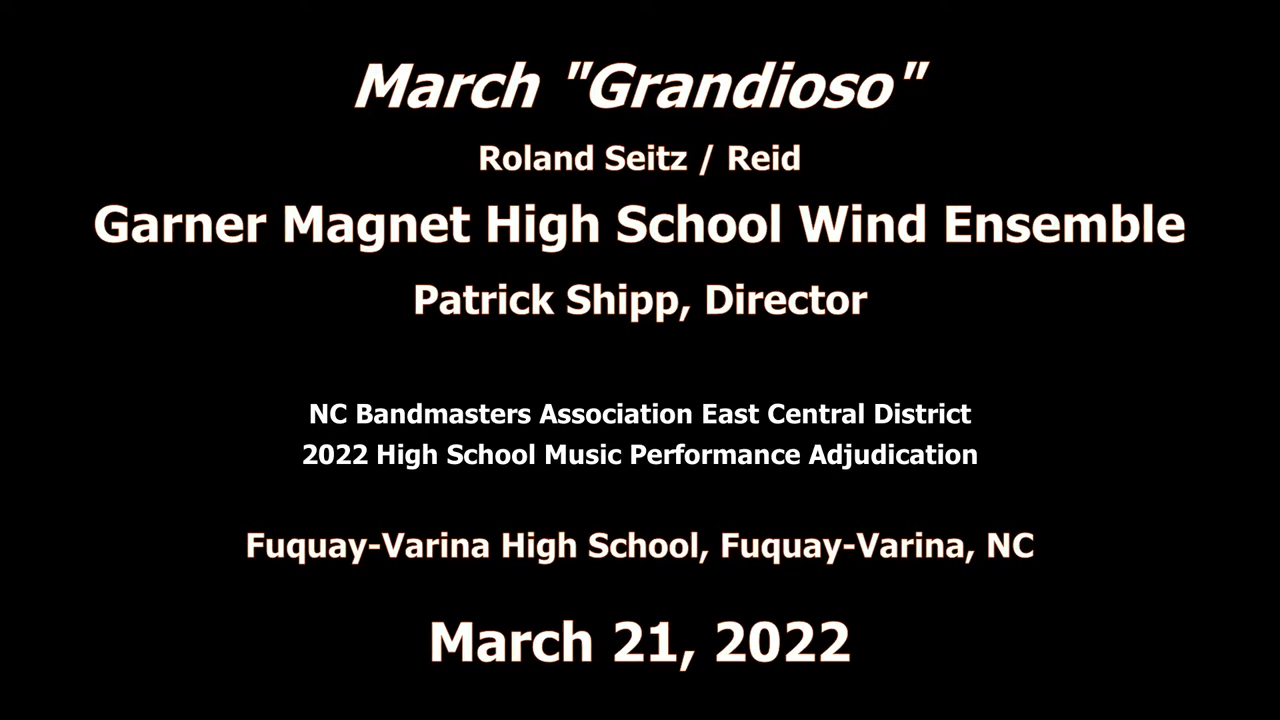 March "Grandioso"
Roland Seitz / Reid
Garner Magnet High School Wind Ensemble
Patrick Shipp, Director
NC Bandmasters Association East Central District
2022 High School Music Performance Adjudication
Fuquay-Varina High School, Fuquay-Varina, NC
March 21, 2022